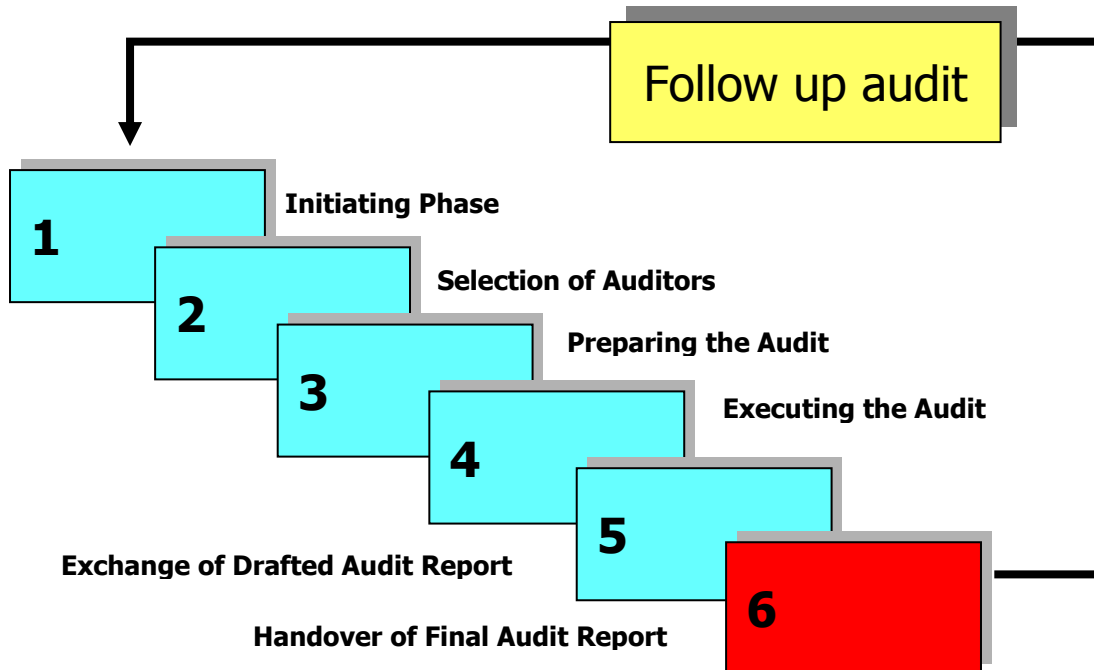 Follow up audit
1
Initiating Phase
2
Selection of Auditors
3
Preparing the Audit
4
Executing the Audit
5
Exchange of Drafted Audit Report
6
Handover of Final Audit Report